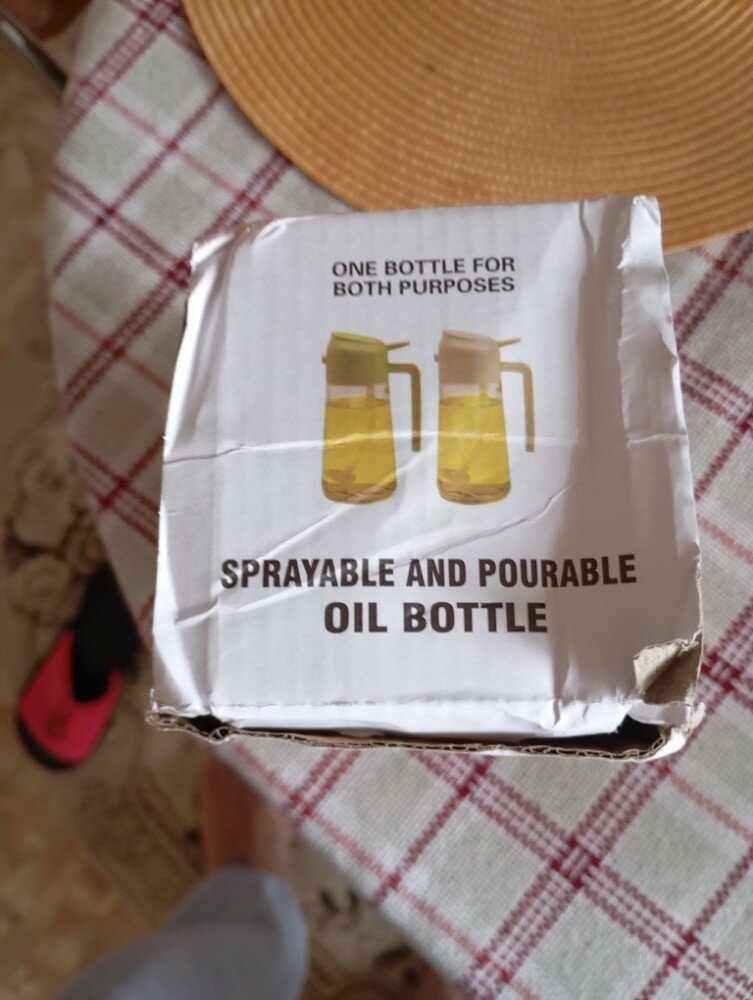 ONE BOTTLE FOR
BOTH PURPOSES
SPRAYABLE AND POURABLE
OIL BOTTLE